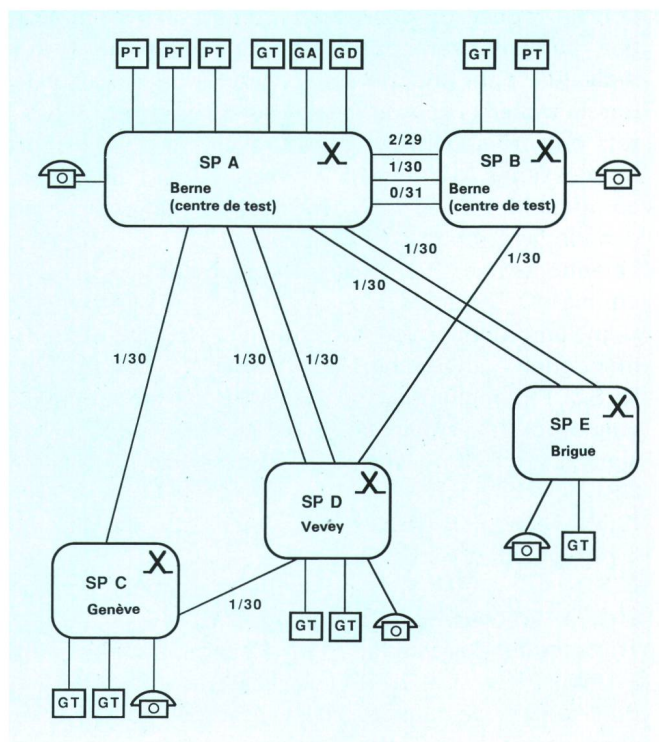 PT PT PT GT GA GD GT PT
2/29
SP A
SP B
1/30
Berne
(centre de test)
Berne
(centre de test)
0/31
1/30
1/30
1/30
1/30
1/30
1/30
SP E
Brigue
SP D
Vevey
SP C
Genève
GT
1/30
GT GT
GT GT